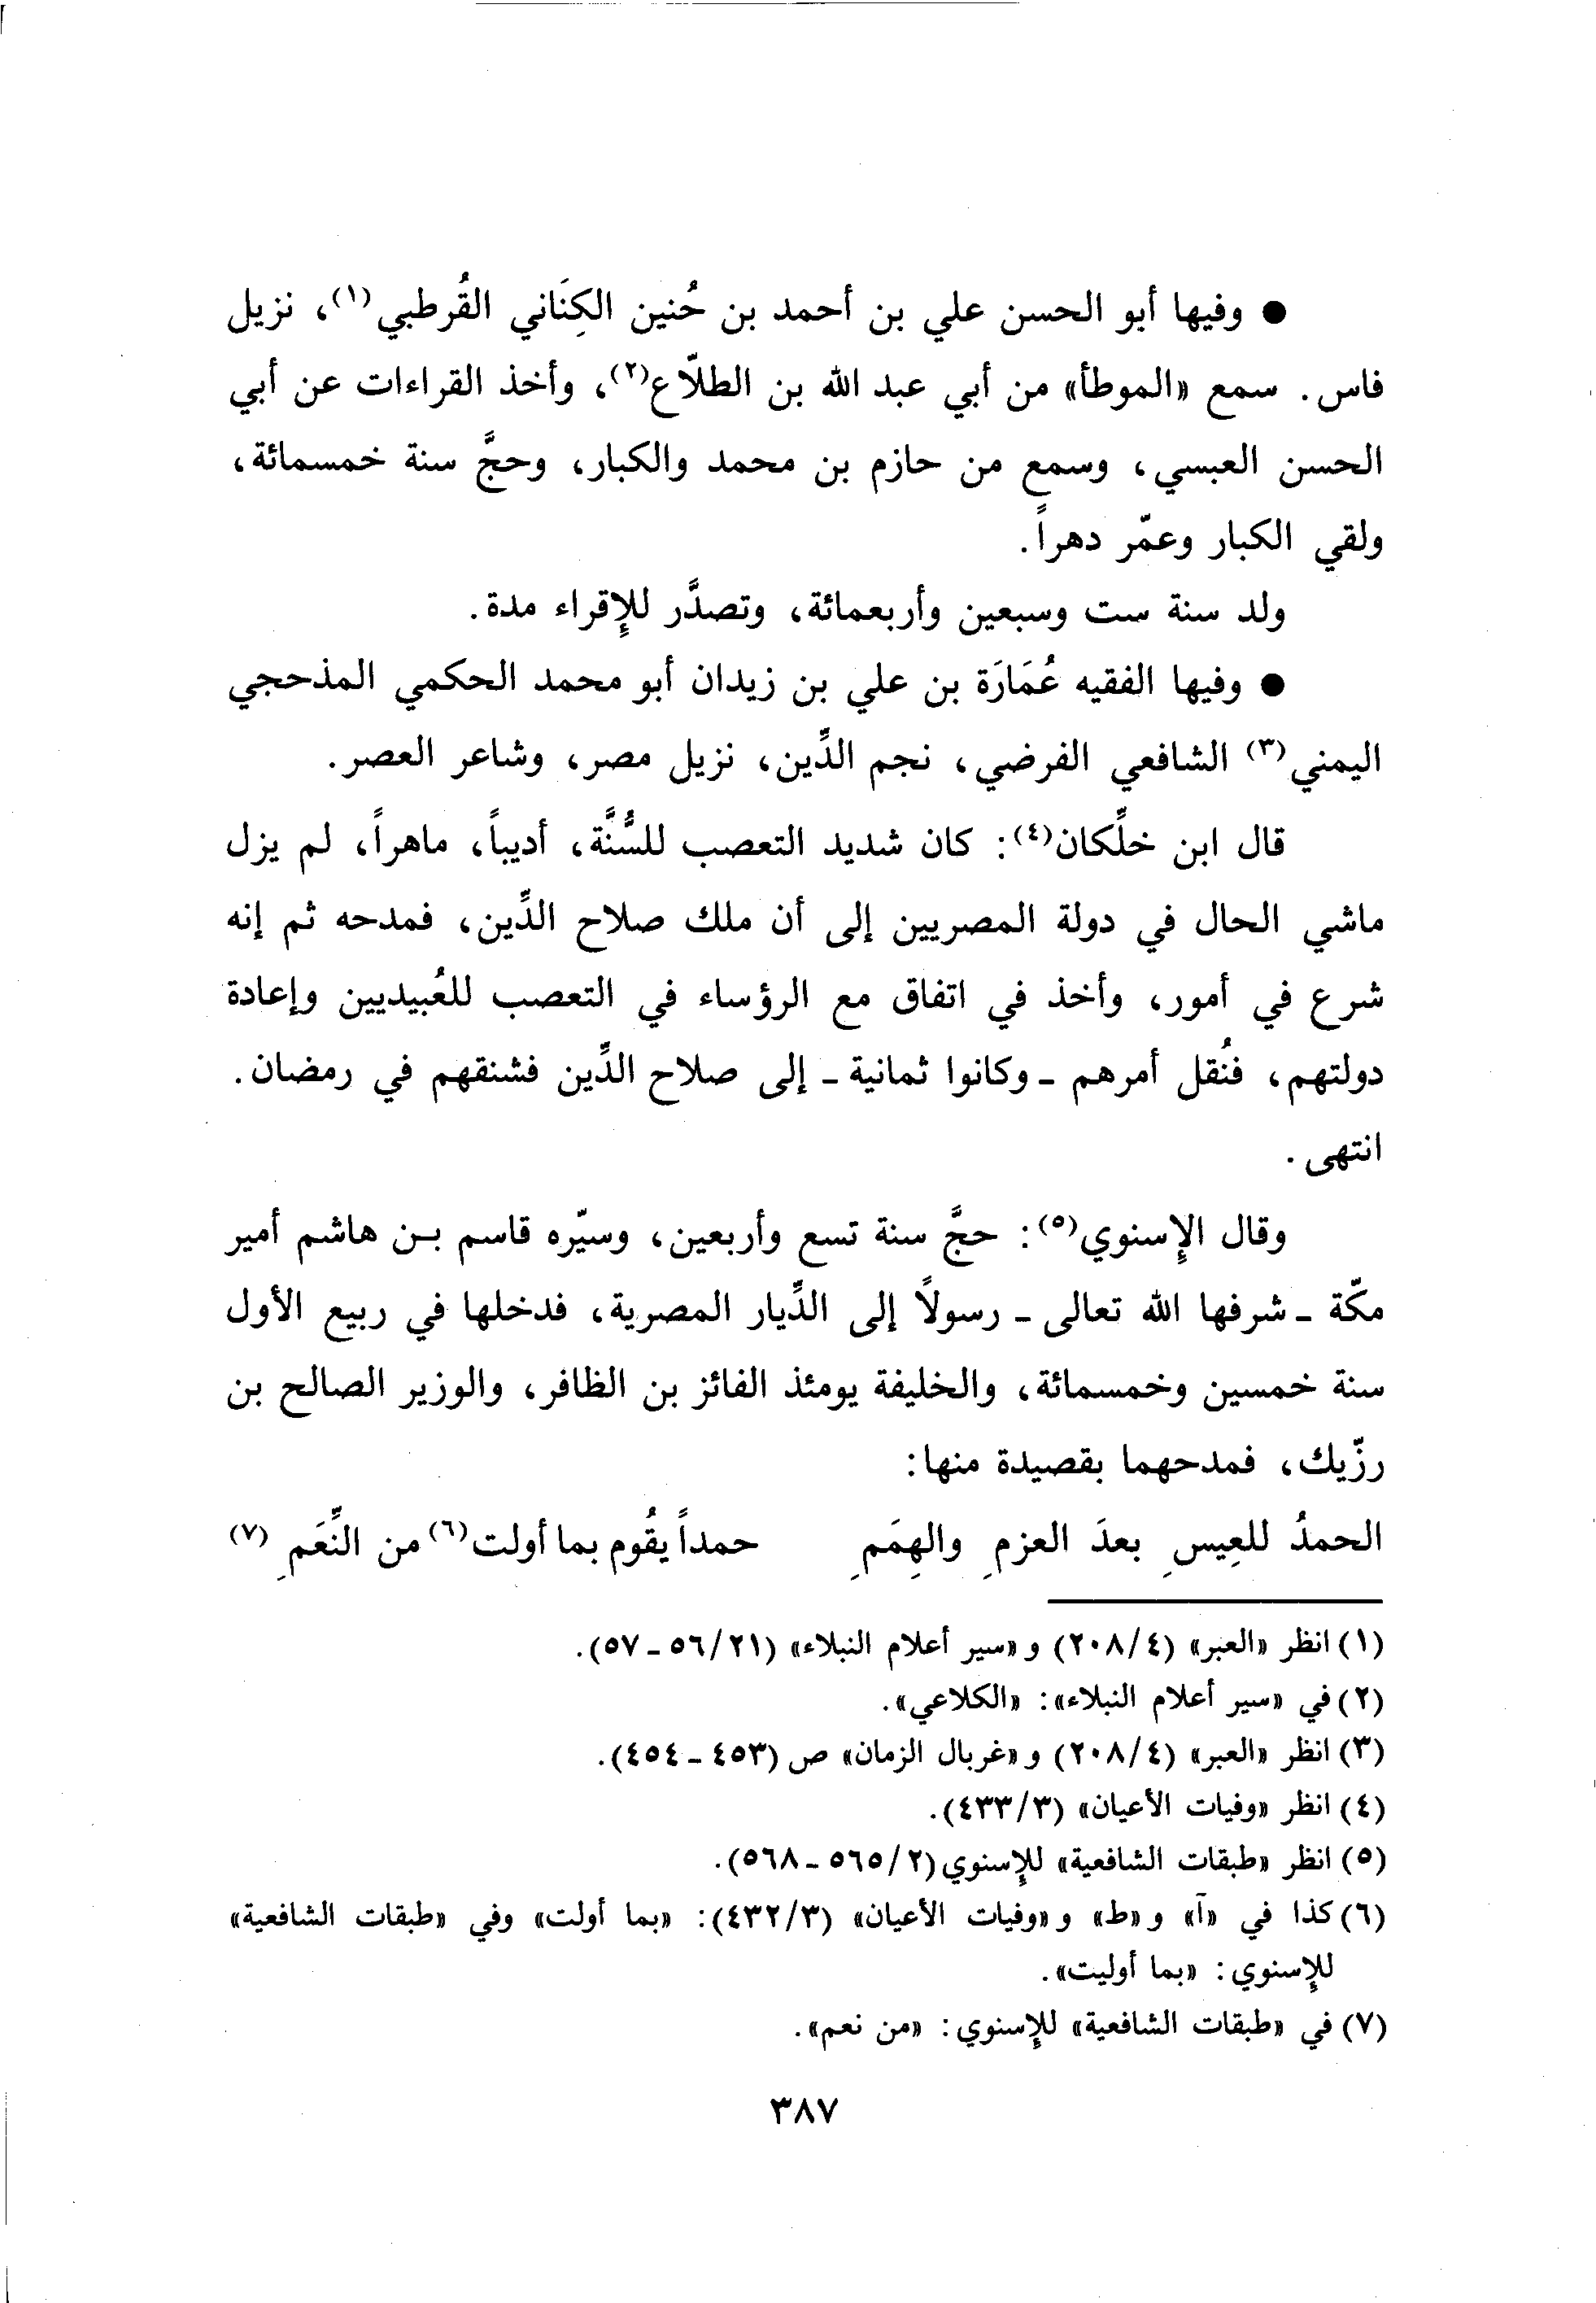 ● وفيها أبو الحسن علي بن أحمد بن حُنين الكِنَاني القُرطبي(١)، نزيل
فاس. سمع «الموطأ» من أبي عبد الله بن الطلّاع(٢)، وأخذ القراءات عن أبي
الحسن العبسي، وسمع من حازم بن محمد والكبار، وحجَّ سنة خمسمائة،
ولقي الكبار وعمّر دهراً.
ولد سنة ست وسبعين وأربعمائة، وتصدَّر للإِقراء مدة.
● وفيها الفقيه عُمَارَة بن علي بن زيدان أبو محمد الحكمي المذحجي
اليمني(٣) الشافعي الفرضي، نجم الدِّين، نزيل مصر، وشاعر العصر.
قال ابن خلِّكان(٤): كان شديد التعصب للسُّنَّة، أديباً، ماهراً، لم يزل
ماشي الحال في دولة المصريين إلى أن ملك صلاح الدِّين، فمدحه ثم إنه
شرع في أمور، وأخذ في اتفاق مع الرؤساء في التعصب للعُبيديين وإعادة
دولتهم، فنُقل أمرهم ـ وكانوا ثمانية ـ إلى صلاح الدِّين فشنقهم في رمضان.
انتهى.
وقال الإِسنوي(٥): حجَّ سنة تسع وأربعين، وسيّره قاسم بـن هاشم أمير
مكّة ـ شرفها الله تعالى ـ رسولاً إلى الدِّيار المصرية، فدخلها في ربيع الأول
سنة خمسين وخمسمائة، والخليفة يومئذ الفائز بن الظافر، والوزير الصالح بن
رزّيك، فمدحهما بقصيدة منها:
الحمدُ للعِيسِ بعدَ العزمِ والهِمَمِ حمداً يقُوم بما أولت(٦) من النِّعَمِ (٧)
(١) انظر «العبر» (٢٠٨/٤) و«سير أعلام النبلاء» (٥٦/٢١ ـ ٥٧).
(٢) في «سير أعلام النبلاء»: «الكلاعي».
(٣) انظر «العبر» (٢٠٨/٤) و«غربال الزمان» ص (٤٥٣ ـ ٤٥٤).
(٤) انظر «وفيات الأعيان» (٤٣٣/٣).
(٥) انظر «طبقات الشافعية» للإِسنوي (٥٦٥/٢ ـ ٥٦٨).
(٦) كذا في «آ» و«ط» و«وفيات الأعيان» (٤٣٢/٣): «بما أولت» وفي «طبقات الشافعية»
للإِسنوي: «بما أوليت».
(٧) في «طبقات الشافعية» للإِسنوي: «من نعم».
٣٨٧